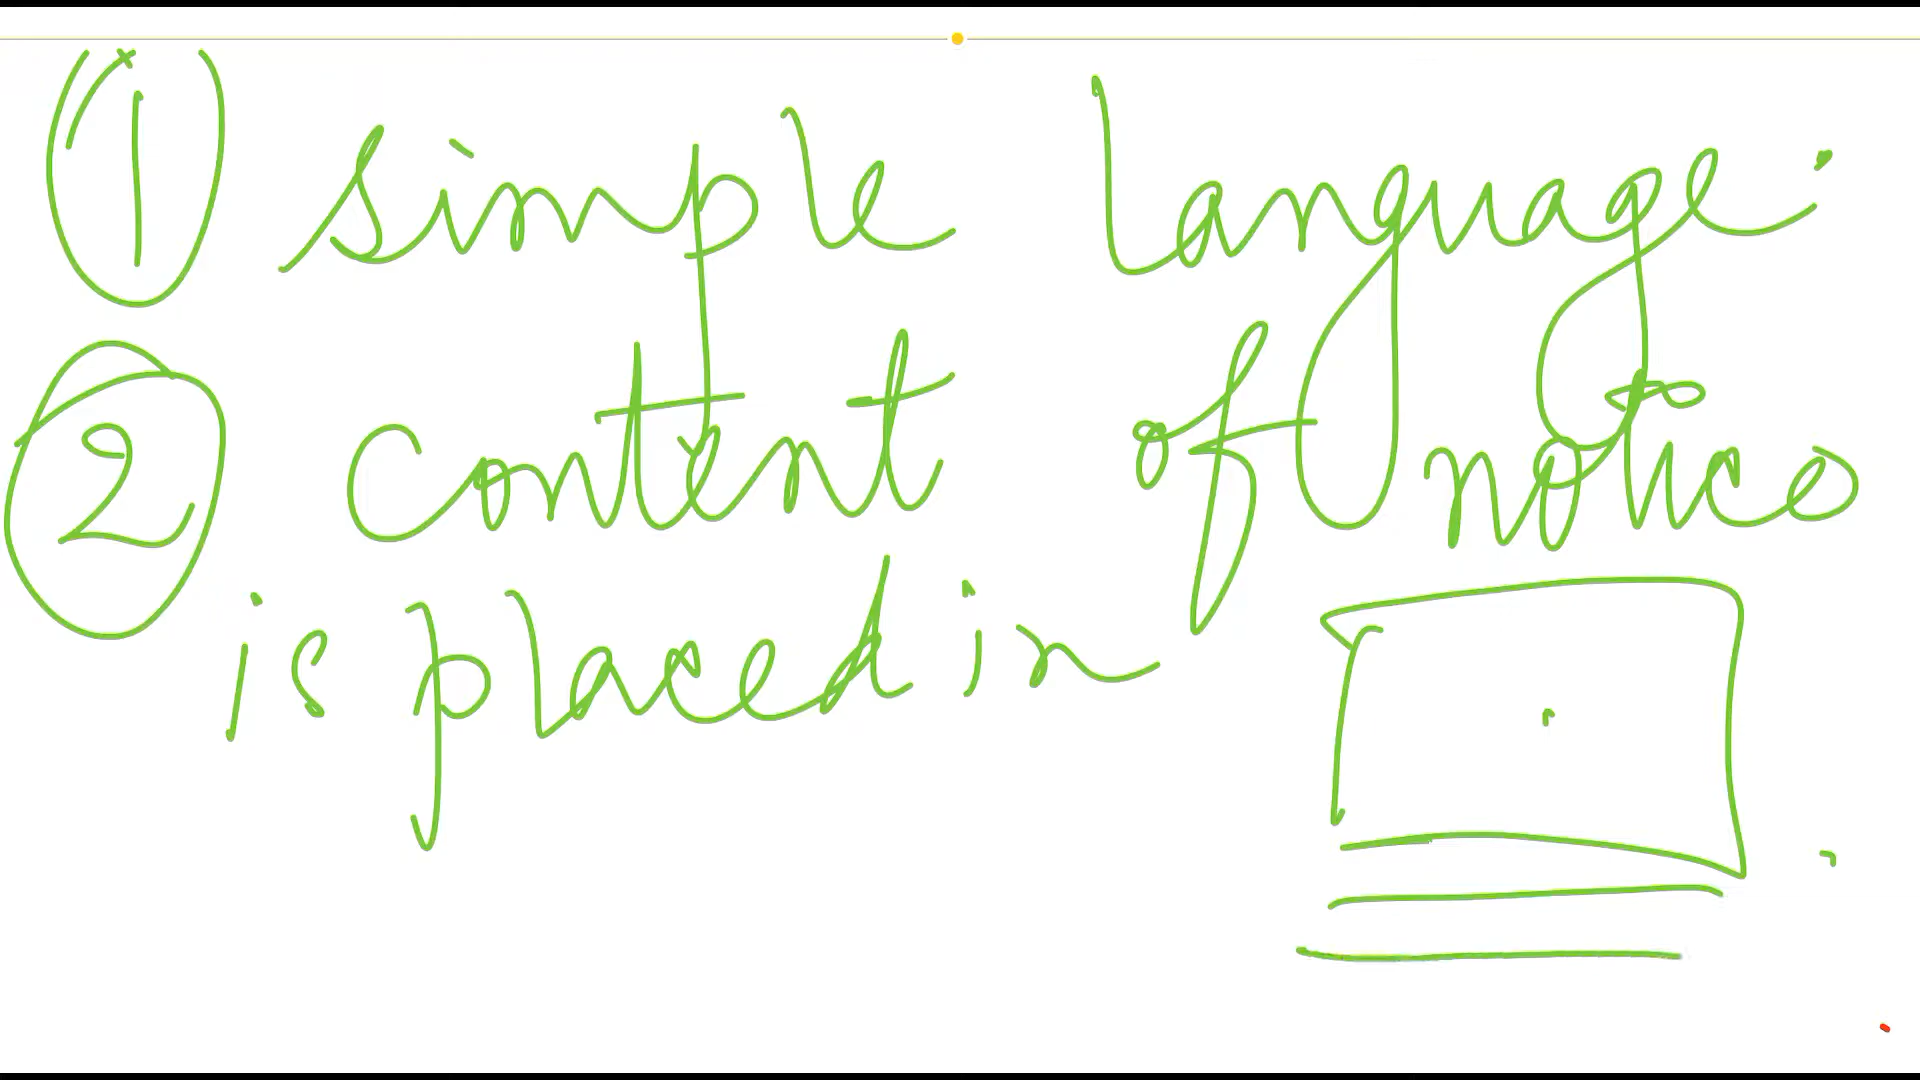 1 simple language.
2 content of notice
is placed in